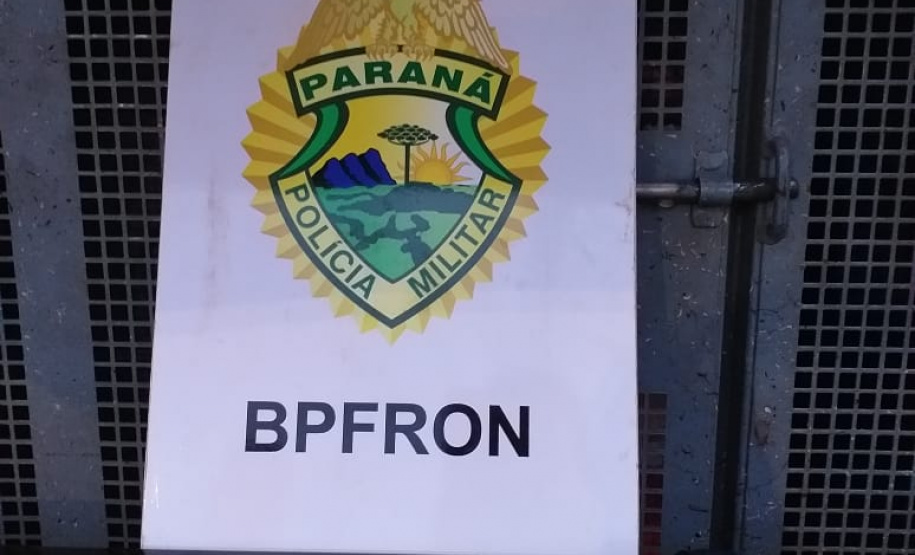 PARANÁ
POLÍCIA MILITAR
BPFRON